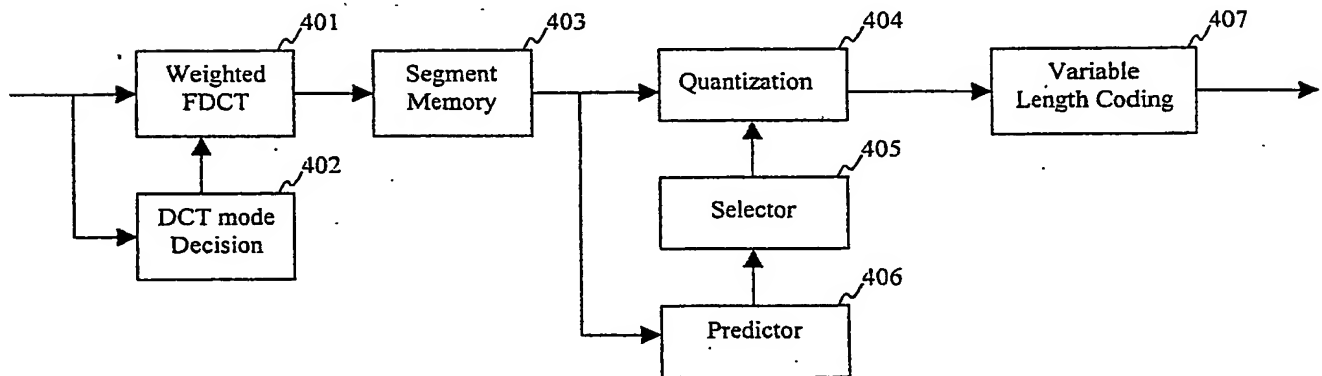 401
Weighted
FDCT
403
Segment
Memory
404
Quantization
407
Variable
Length Coding
402
DCT mode
Decision
405
Selector
406
Predictor